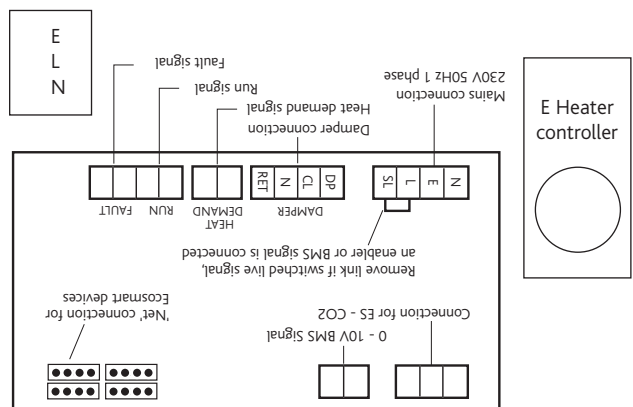 E
L
N
Fault signal
Run signal
Heat demand signal
Damper connection
Mains connection
230V 50Hz 1 phase
E Heater
controller
FAULT
RUN
HEAT
DEMAND
RET
N
CL
DP
DAMPER
SL
L
E
N
Remove link if switched live signal,
an enabler or BMS signal is connected
'Net' connection for
Ecosmart devices
0 - 10V BMS Signal
Connection for ES - CO2